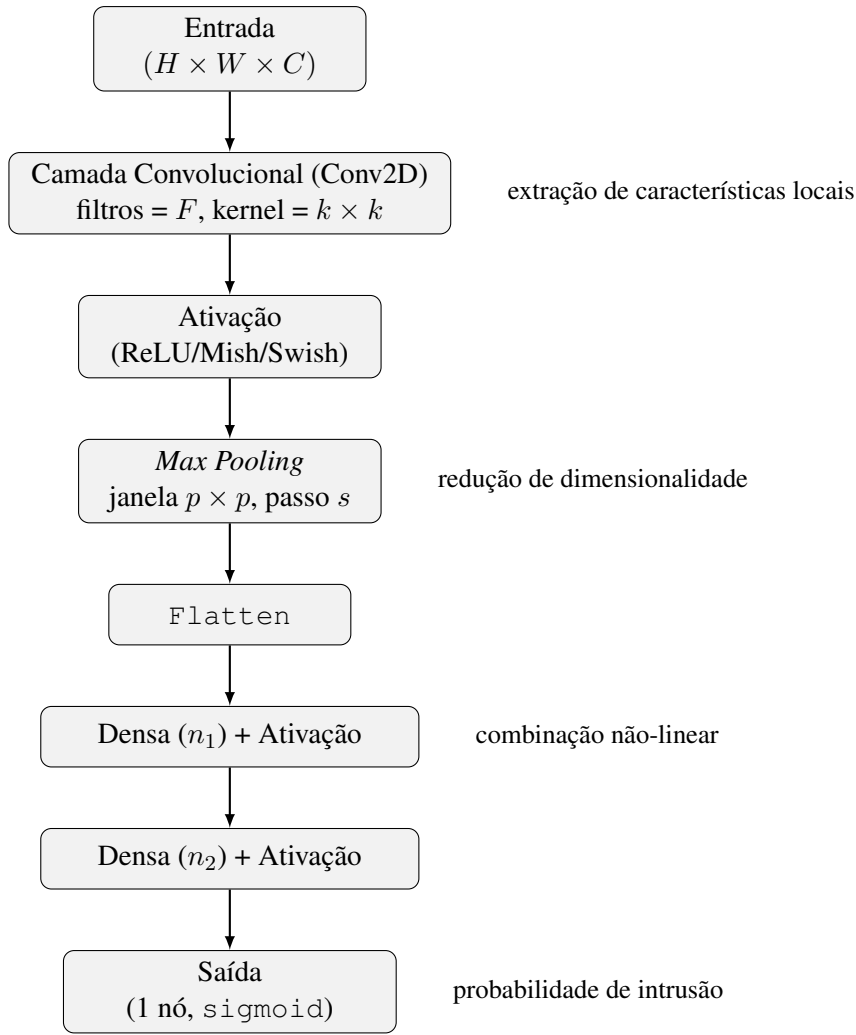 Entrada
(H × W × C)
Camada Convolucional (Conv2D)
filtros = F, kernel = k × k
extração de características locais
Ativação
(ReLU/Mish/Swish)
Max Pooling
janela p × p, passo s
redução de dimensionalidade
Flatten
Densa (n₁) + Ativação
combinação não-linear
Densa (n₂) + Ativação
Saída
(1 nó, sigmoid)
probabilidade de intrusão